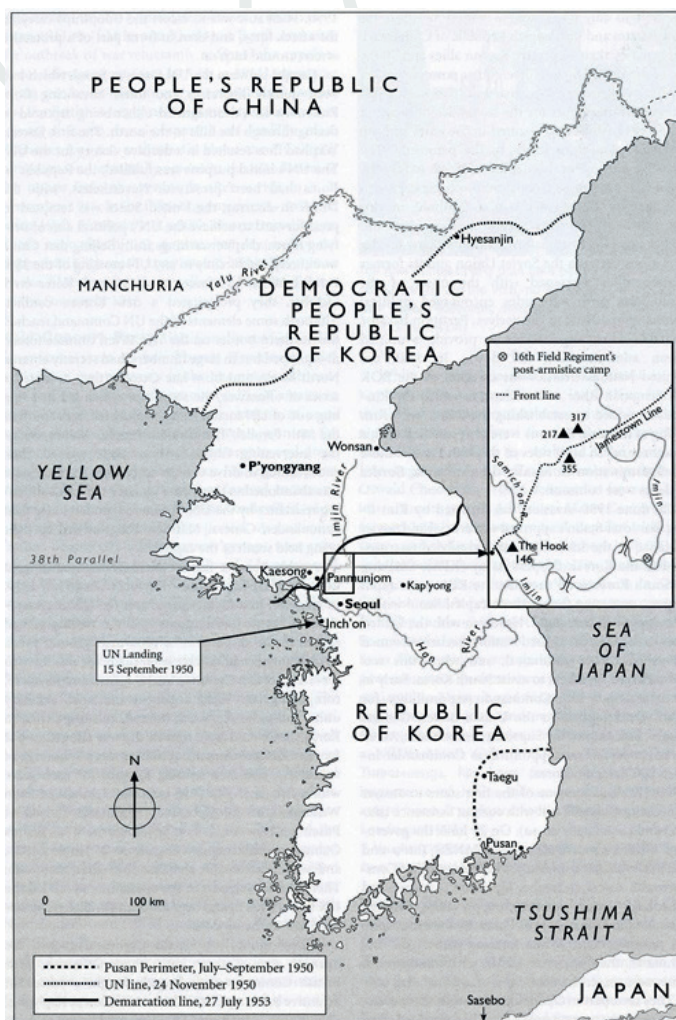 PEOPLE'S REPUBLIC
OF CHINA
Hyesanjin
Yalu River
MANCHURIA
DEMOCRATIC
PEOPLE'S
REPUBLIC
OF KOREA
16th Field Regiment's
post-armistice camp
Front line
317
217
355
Jamestown Line
Imjin
The Hook
146
Imjin
Wonsan
P'yongyang
YELLOW
SEA
Imjin River
38th Parallel
Kaesong
Panmunjom
Kap'yong
Seoul
Inch'on
UN Landing
15 September 1950
Han River
SEA
OF
JAPAN
REPUBLIC
OF KOREA
Taegu
Pusan
N
0 100 km
TSUSHIMA
STRAIT
Pusan Perimeter, July–September 1950
UN line, 24 November 1950
Demarcation line, 27 July 1953
Sasebo
JAPAN